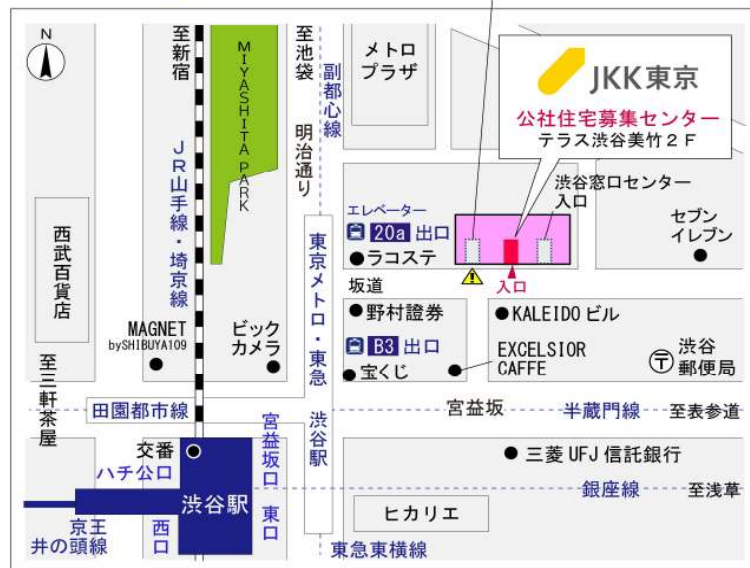 N
至新宿
MIYASHITA PARK
至池袋
明治通り
副都心線
メトロ
プラザ
JKK東京
公社住宅募集センター
テラス渋谷美竹2F
渋谷窓口センター
入口
JR山手線・埼京線
西武百貨店
エレベーター
20a 出口
ラコステ
入口
セブン
イレブン
坂道
東京メトロ・東急
渋谷駅
MAGNET
bySHIBUYA109
ビック
カメラ
野村證券
KALEIDO ビル
B3 出口
EXCELSIOR
CAFFE
宝くじ
〒
渋谷
郵便局
至三軒茶屋
田園都市線
宮益坂
半蔵門線
至表参道
交番
宮益坂口
ハチ公口
三菱 UFJ 信託銀行
渋谷駅
銀座線
至浅草
京王
井の頭線
西口
東口
ヒカリエ
東急東横線